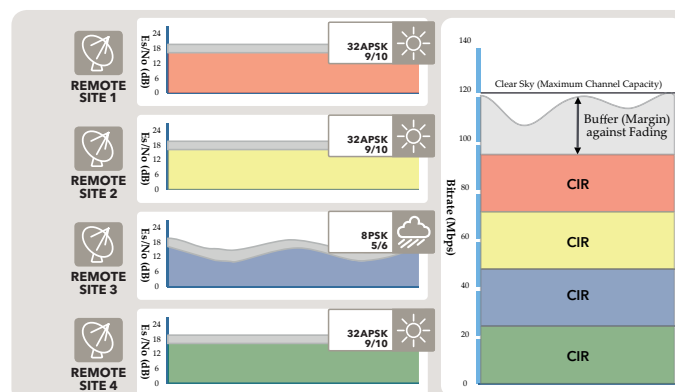 24
18
12
6
0
Es/No (dB)
32APSK
9/10
REMOTE
SITE 1
24
18
12
6
0
Es/No (dB)
32APSK
9/10
REMOTE
SITE 2
24
18
12
6
0
Es/No (dB)
8PSK
5/6
REMOTE
SITE 3
24
18
12
6
0
Es/No (dB)
32APSK
9/10
REMOTE
SITE 4
140
120
100
80
60
40
20
0
Bitrate (Mbps)
Clear Sky (Maximum Channel Capacity)
Buffer (Margin)
against Fading
CIR
CIR
CIR
CIR